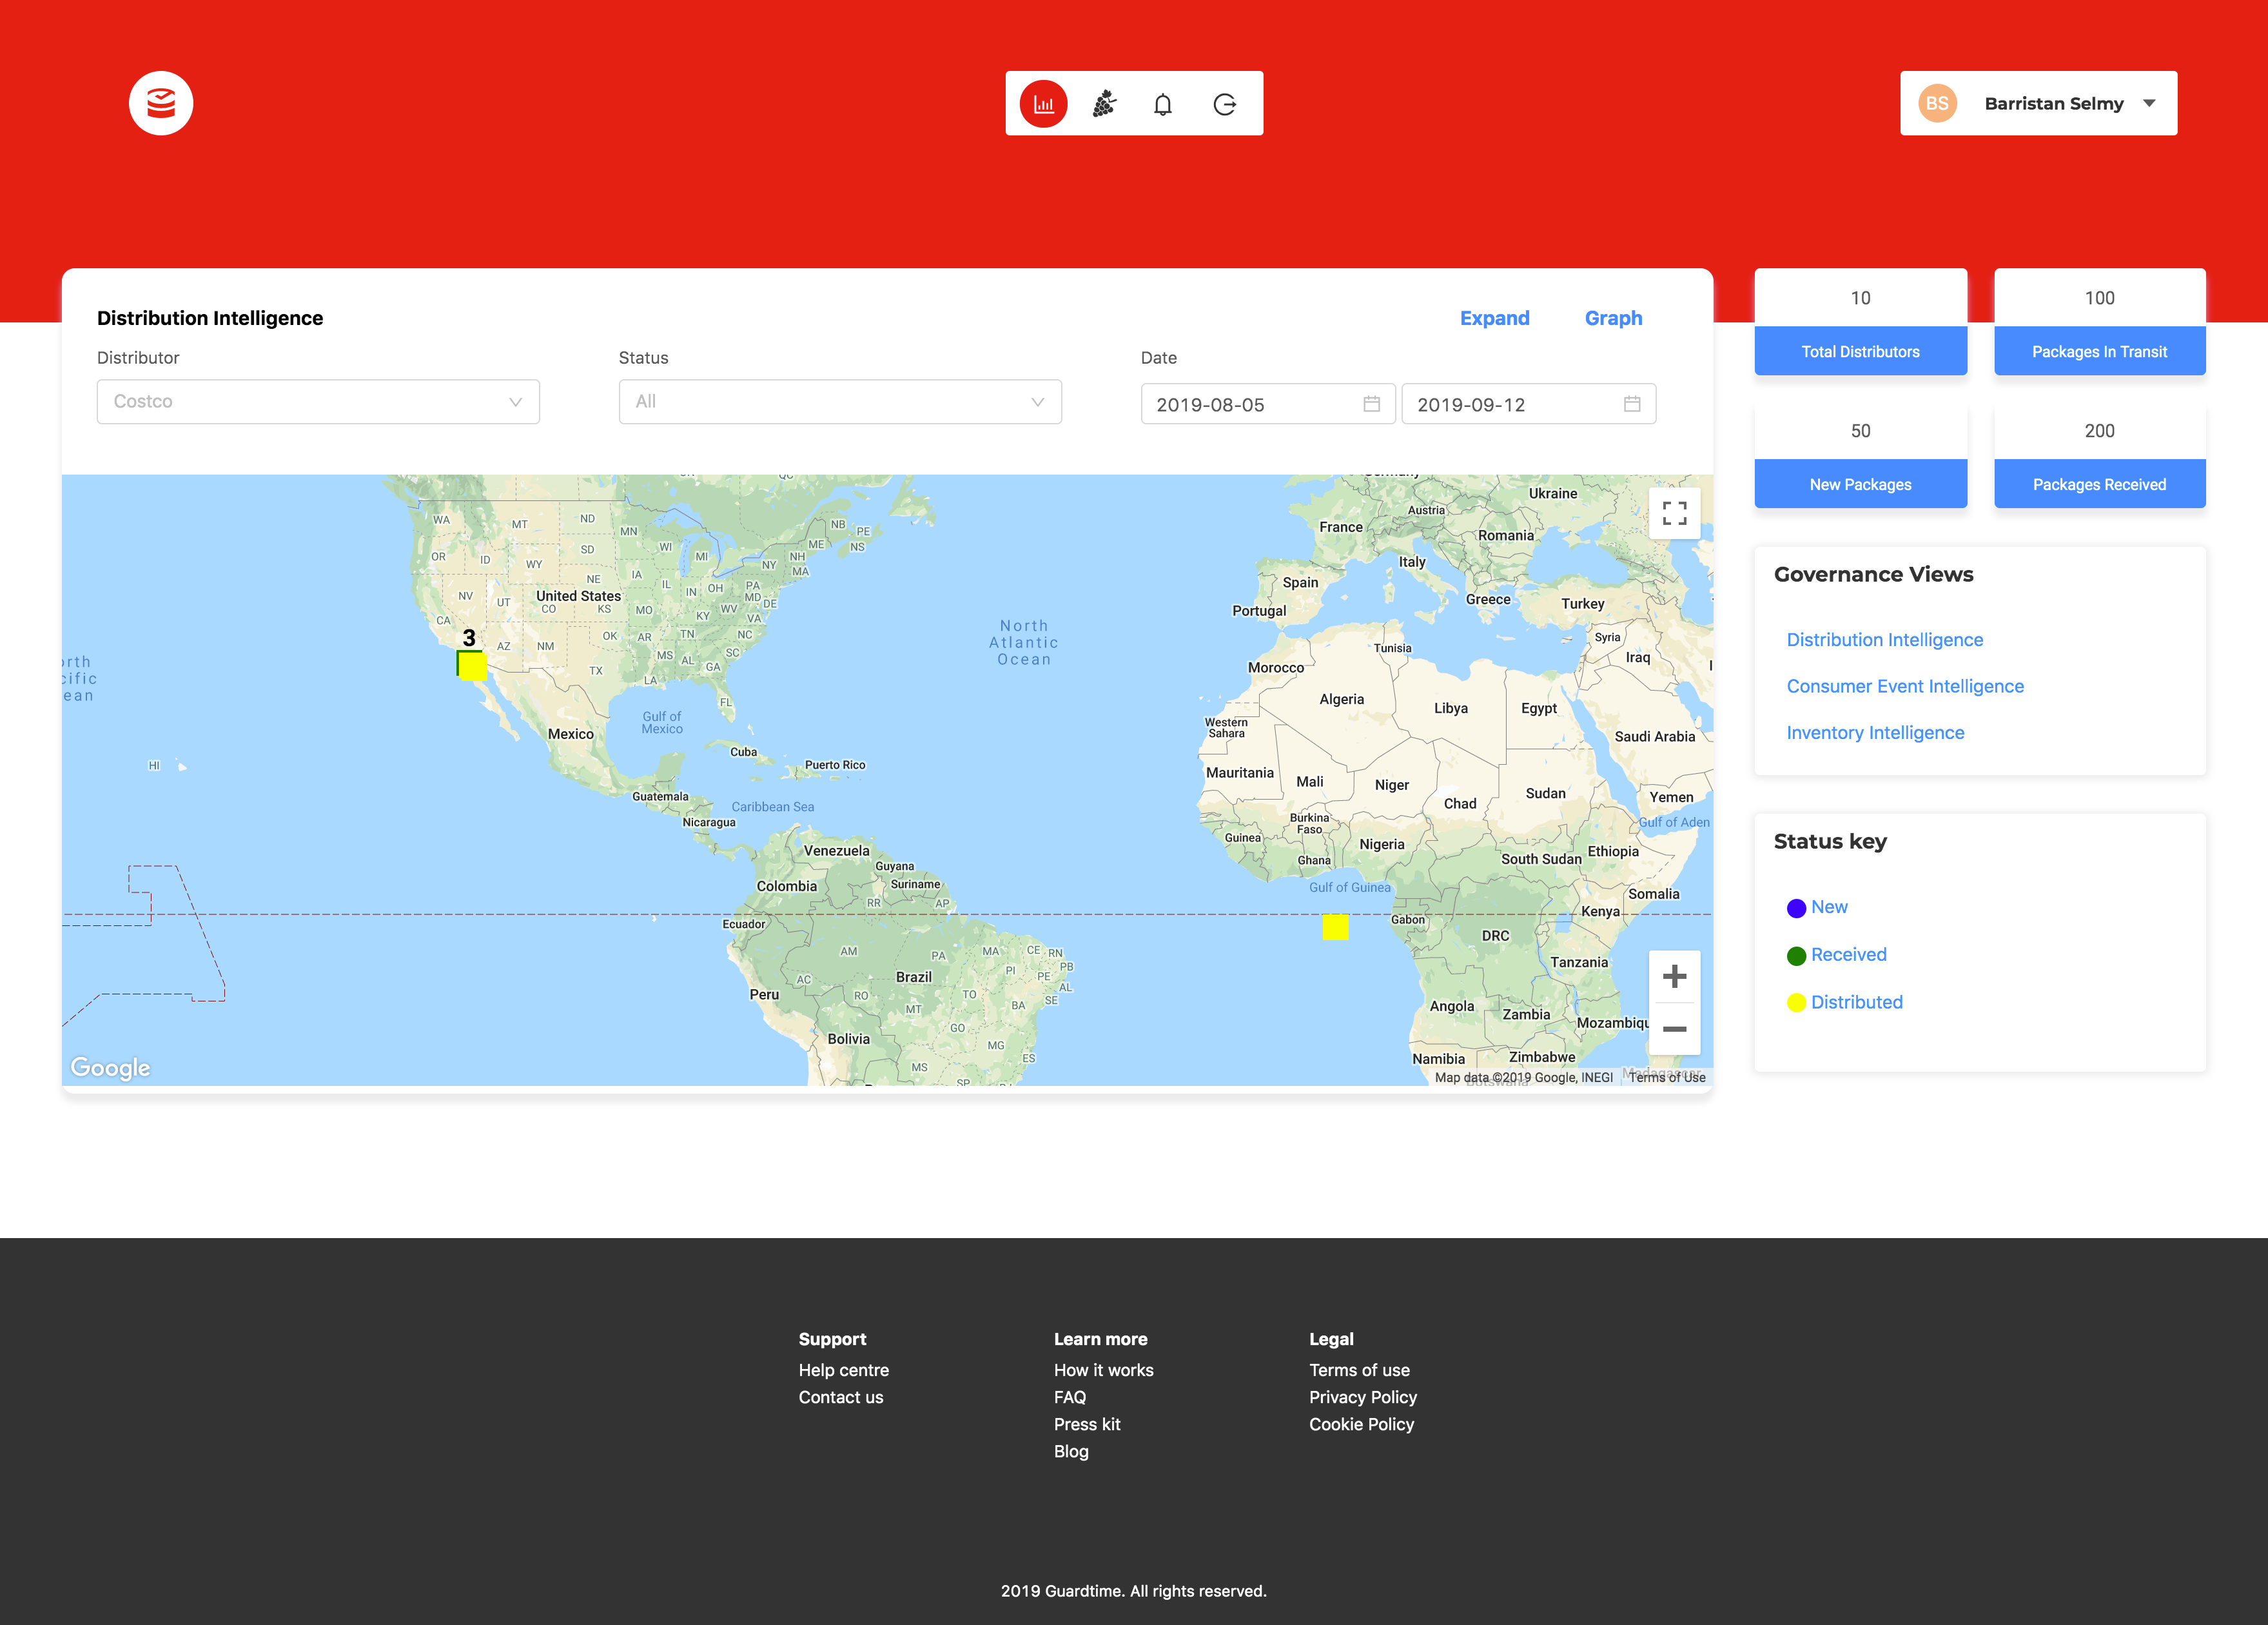 BS
Barristan Selmy
Distribution Intelligence
Expand
Graph
Distributor
Status
Date
Costco
All
2019-08-05
2019-09-12
10
Total Distributors
100
Packages In Transit
50
New Packages
200
Packages Received
Governance Views
Distribution Intelligence
Consumer Event Intelligence
Inventory Intelligence
Status key
New
Received
Distributed
QC
WA
MT
ND
MN
OR
ID
WY
SD
WI
MI
NB
PE
NS
ME
NH
NY
MA
NE
IA
IL
IN
OH
PA
MD
DE
NV
UT
United States
CO
KS
MO
KY
WV
VA
CA
3
AZ
NM
OK
AR
TN
NC
SC
MS
AL
GA
TX
LA
FL
North
Atlantic
Ocean
Gulf of
Mexico
Mexico
Cuba
Puerto Rico
HI
Guatemala
Caribbean Sea
Nicaragua
Venezuela
Guyana
Suriname
Colombia
RR
AP
Ecuador
AM
PA
MA
CE
RN
PB
PI
PE
AL
SE
AC
Brazil
TO
BA
RO
MT
Peru
GO
Bolivia
MG
ES
MS
SP
Ukraine
Austria
France
Romania
Italy
Spain
Portugal
Greece
Turkey
Syria
Iraq
Tunisia
Morocco
Algeria
Libya
Egypt
Western
Sahara
Saudi Arabia
Mauritania
Mali
Niger
Chad
Sudan
Yemen
Gulf of Aden
Burkina
Faso
Guinea
Ghana
Nigeria
South Sudan
Ethiopia
Gulf of Guinea
Somalia
Gabon
Kenya
DRC
Tanzania
Angola
Zambia
Mozambiqu
Namibia
Zimbabwe
Botswana
Madagascar
Google
Map data ©2019 Google, INEGI
Terms of Use
Support
Help centre
Contact us
Learn more
How it works
FAQ
Press kit
Blog
Legal
Terms of use
Privacy Policy
Cookie Policy
2019 Guardtime. All rights reserved.